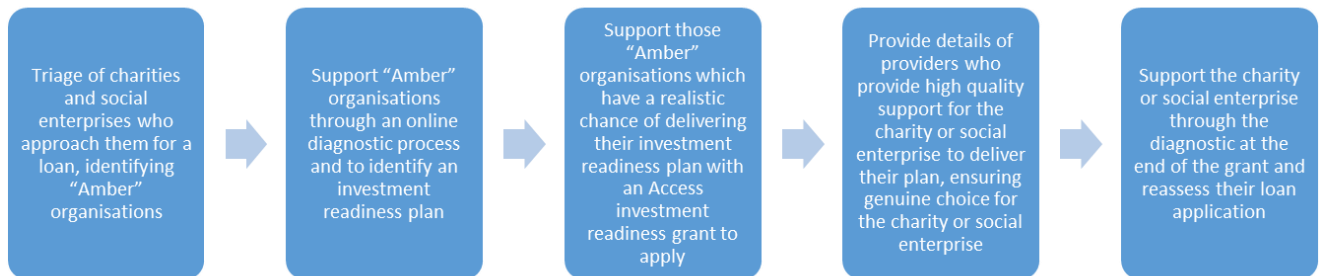 Triage of charities
and social
enterprises who
approach them for a
loan, identifying
“Amber”
organisations
Support “Amber”
organisations
through an online
diagnostic process
and to identify an
investment
readiness plan
Support those
“Amber”
organisations which
have a realistic
chance of delivering
their investment
readiness plan with
an Access
investment
readiness grant to
apply
Provide details of
providers who
provide high quality
support for the
charity or social
enterprise to deliver
their plan, ensuring
genuine choice for
the charity or social
enterprise
Support the charity
or social enterprise
through the
diagnostic at the
end of the grant and
reassess their loan
application